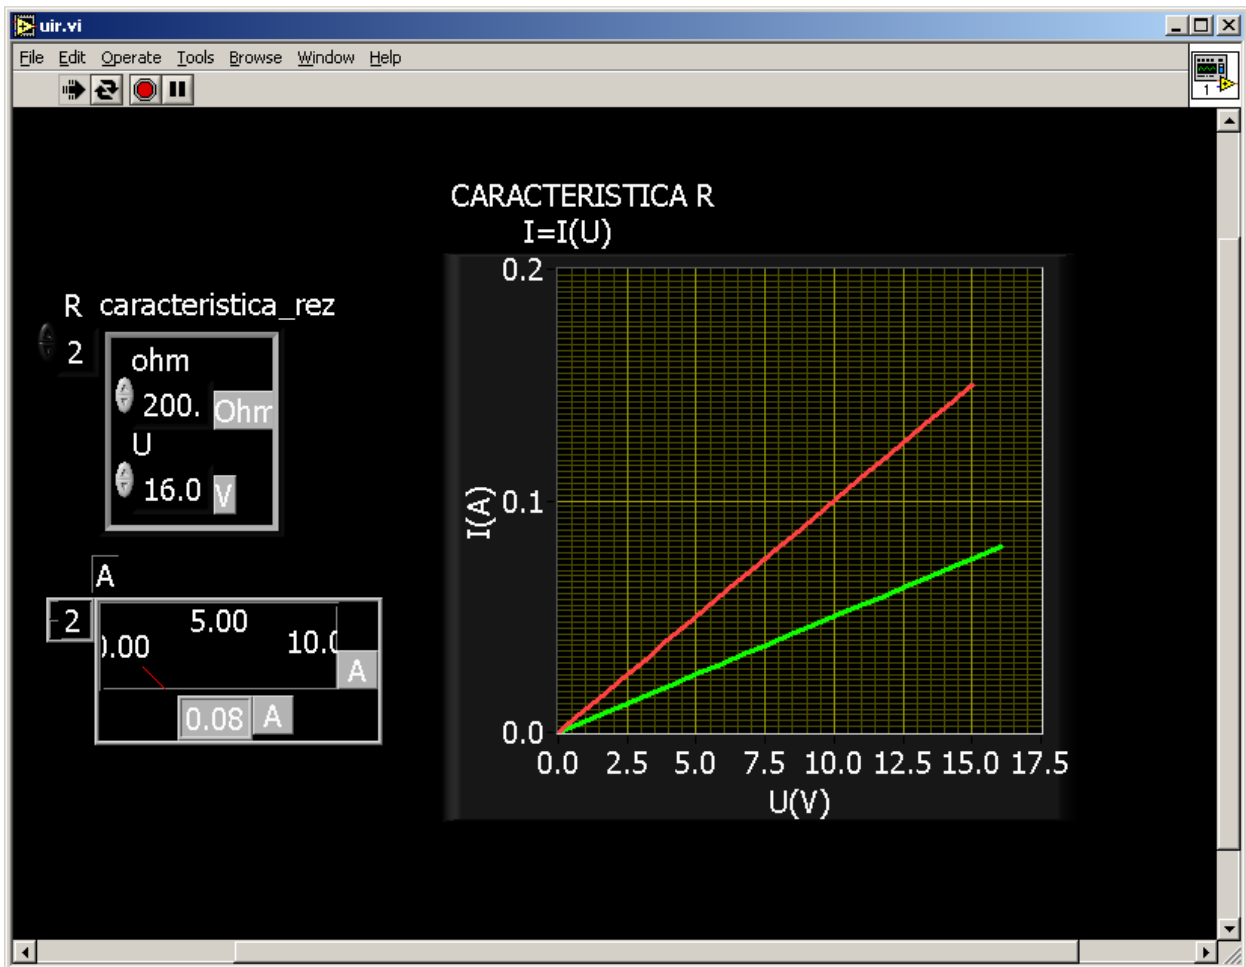 uir.vi
File Edit Operate Tools Browse Window Help
1
CARACTERISTICA R
I=I(U)
R caracteristica_rez
2
ohm
200. Ohm
U
16.0 V
A
2
0.00 5.00 10.0
A
0.08 A
I(A)
0.2
0.1
0.0
0.0 2.5 5.0 7.5 10.0 12.5 15.0 17.5
U(V)